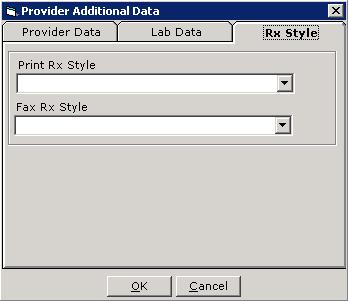 Provider Additional Data
Provider Data Lab Data Rx Style
Print Rx Style
Fax Rx Style
OK Cancel